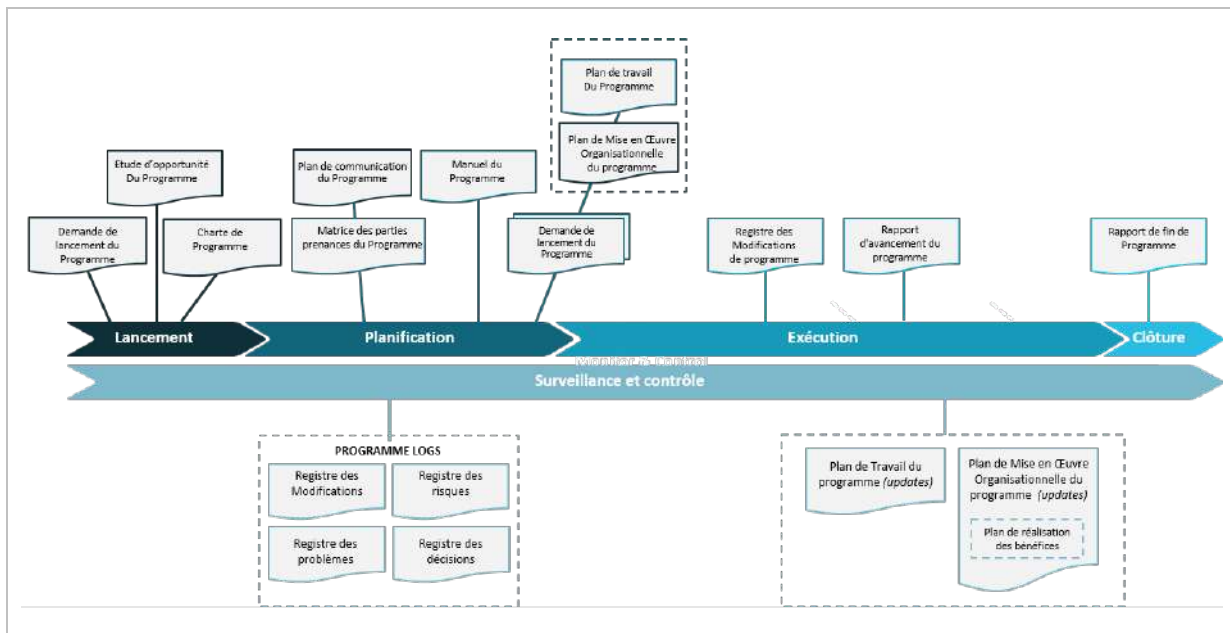 Plan de travail
Du Programme
Plan de Mise en Œuvre
Organisationnelle
du programme
Etude d'opportunité
Du Programme
Plan de communication
du Programme
Manuel du
Programme
Demande de
lancement du
Programme
Charte de
Programme
Matrice des parties
prenances du Programme
Demande de
lancement du
Programme
Registre des
Modifications
de programme
Rapport
d'avancement du
programme
Rapport de fin de
Programme
Lancement
Planification
Exécution
Clôture
Monitor & Control
Surveillance et contrôle
PROGRAMME LOGS
Registre des
Modifications
Registre des
risques
Registre des
problèmes
Registre des
décisions
Plan de Travail du
programme (updates)
Plan de Mise en Œuvre
Organisationnelle du
programme (updates)
Plan de réalisation
des bénéfices